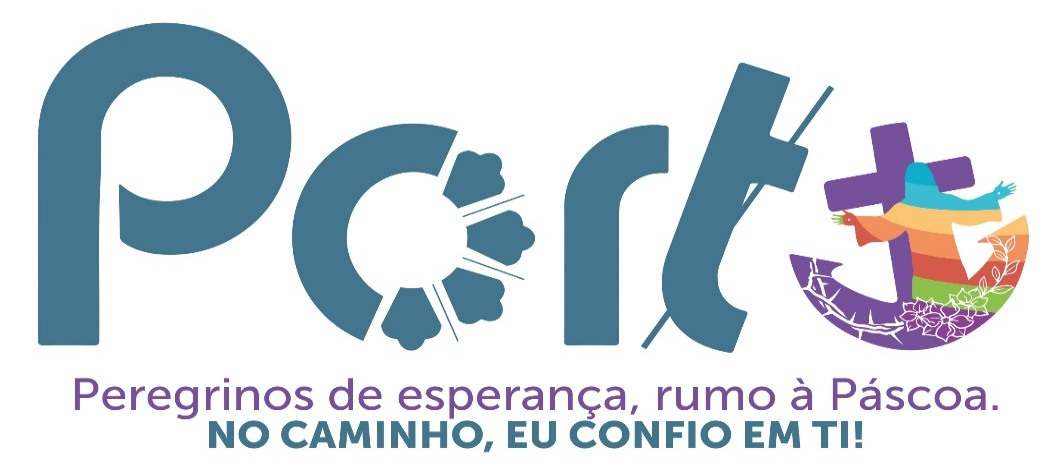 Porto
Peregrinos de esperança, rumo à Páscoa.
NO CAMINHO, EU CONFIO EM TI!